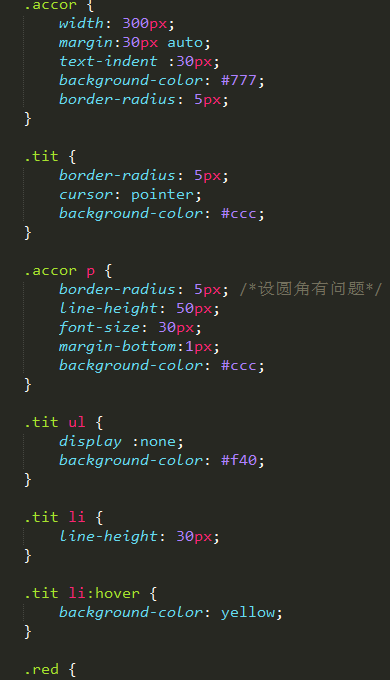 .accor {
width: 300px;
margin:30px auto;
text-indent :30px;
background-color: #777;
border-radius: 5px;
}
.tit {
border-radius: 5px;
cursor: pointer;
background-color: #ccc;
}
.accor p {
border-radius: 5px; /*设圆角有问题*/
line-height: 50px;
font-size: 30px;
margin-bottom:1px;
background-color: #ccc;
}
.tit ul {
display :none;
background-color: #f40;
}
.tit li {
line-height: 30px;
}
.tit li:hover {
background-color: yellow;
}
.red {